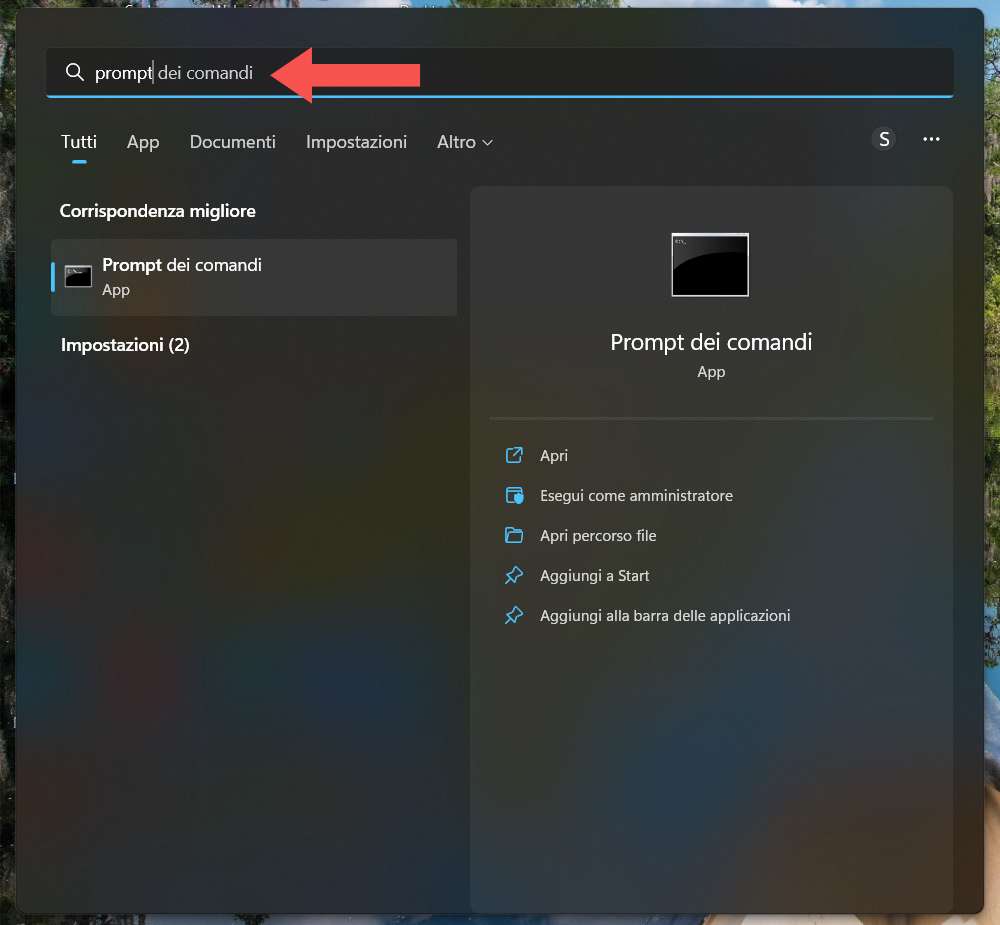 prompt dei comandi
Tutti App Documenti Impostazioni Altro
S
Corrispondenza migliore
Prompt dei comandi
App
Impostazioni (2)
Prompt dei comandi
App
Apri
Esegui come amministratore
Apri percorso file
Aggiungi a Start
Aggiungi alla barra delle applicazioni